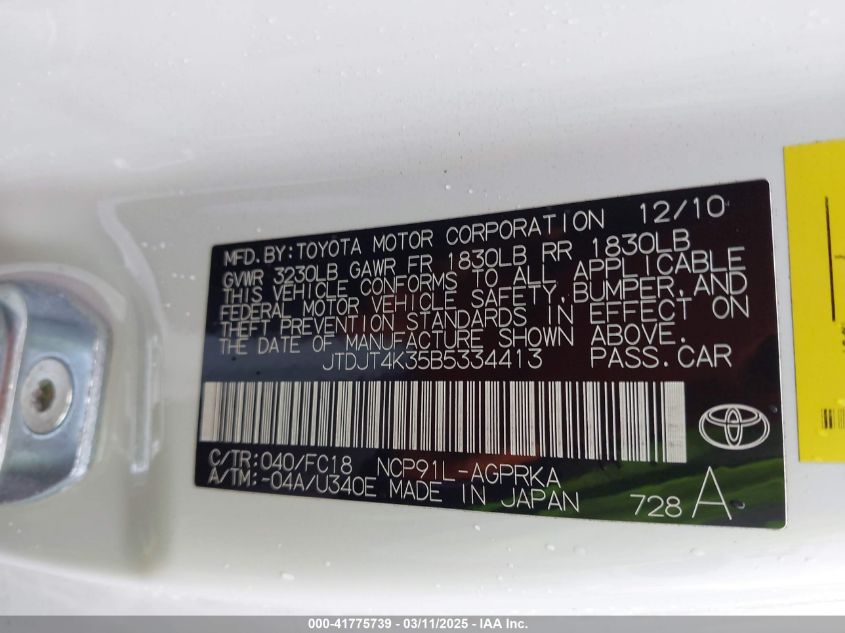 MFD.BY:TOYOTA MOTOR CORPORATION 12/10
GVWR 3230LB GAWR FR 1830LB RR 1830LB
THIS VEHICLE CONFORMS TO ALL APPLICABLE
FEDERAL MOTOR VEHICLE SAFETY,BUMPER,AND
THEFT PREVENTION STANDARDS IN EFFECT ON
THE DATE OF MANUFACTURE SHOWN ABOVE.
JTDJT4K35B5334413 PASS.CAR
C/TR:040/FC18 NCP91L-AGPRKA
A/TM:-04A/U340E MADE IN JAPAN 728A
000-41775739 - 03/11/2025 - IAA Inc.